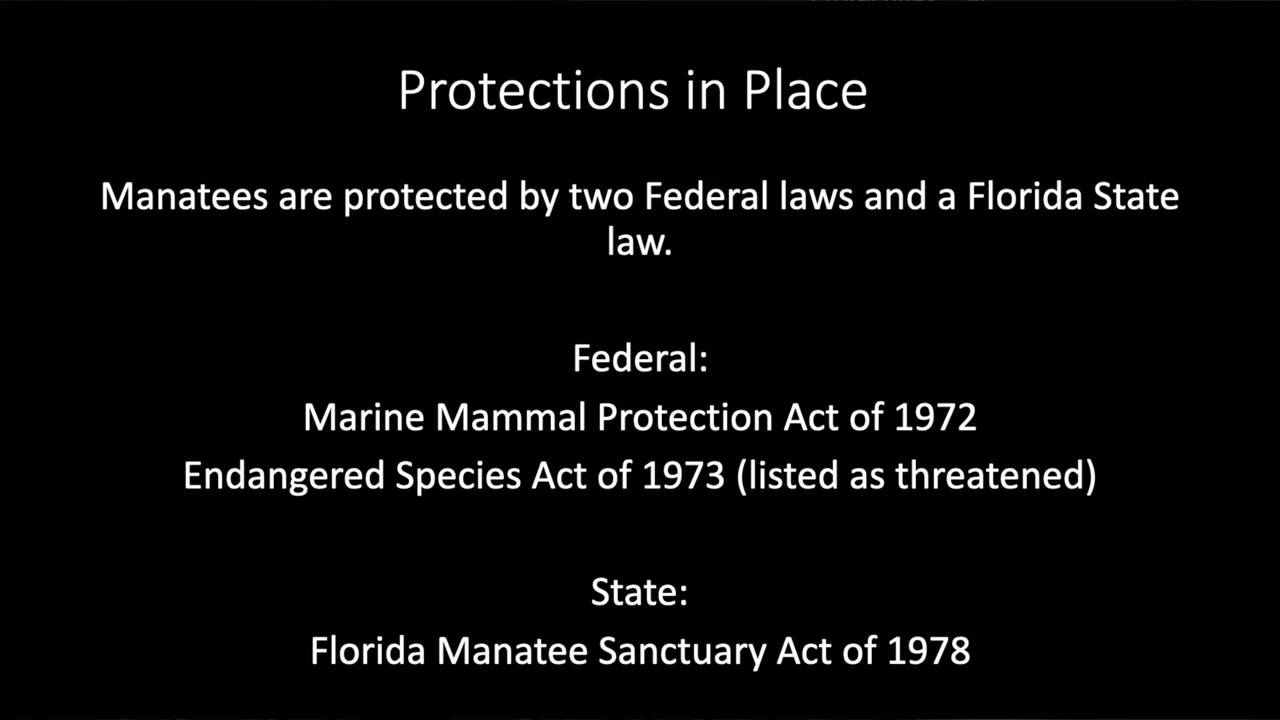 Protections in Place
Manatees are protected by two Federal laws and a Florida State
law.
Federal:
Marine Mammal Protection Act of 1972
Endangered Species Act of 1973 (listed as threatened)
State:
Florida Manatee Sanctuary Act of 1978